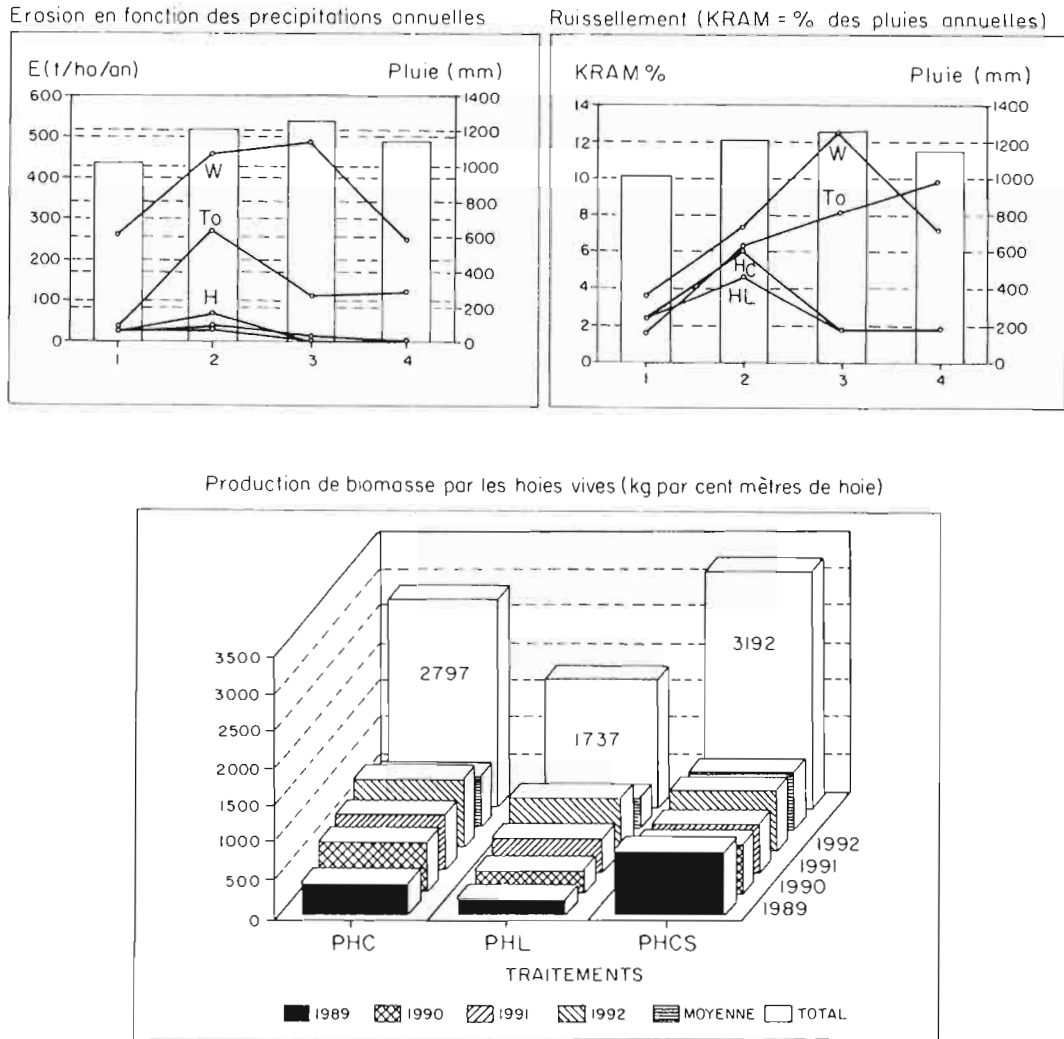 Erosion en fonction des precipitations annuelles
E(t/ho/an) Pluie (mm)
600 1400
500 1200
400 1000
300 800
200 600
100 400
0 200
0
W
To
H
1 2 3 4
Ruissellement (KRAM = % des pluies annuelles)
KRAM % Pluie (mm)
14 1400
12 1200
10 1000
8 800
6 600
4 400
2 200
0 0
W
To
HC
HL
1 2 3 4
Production de biomasse par les hoies vives (kg par cent mètres de hoie)
3500
3000
2500
2000
1500
1000
500
0
2797
1737
3192
1992
1991
1990
1989
PHC PHL PHCS
TRAITEMENTS
1989 1990 1991 1992 MOYENNE TOTAL